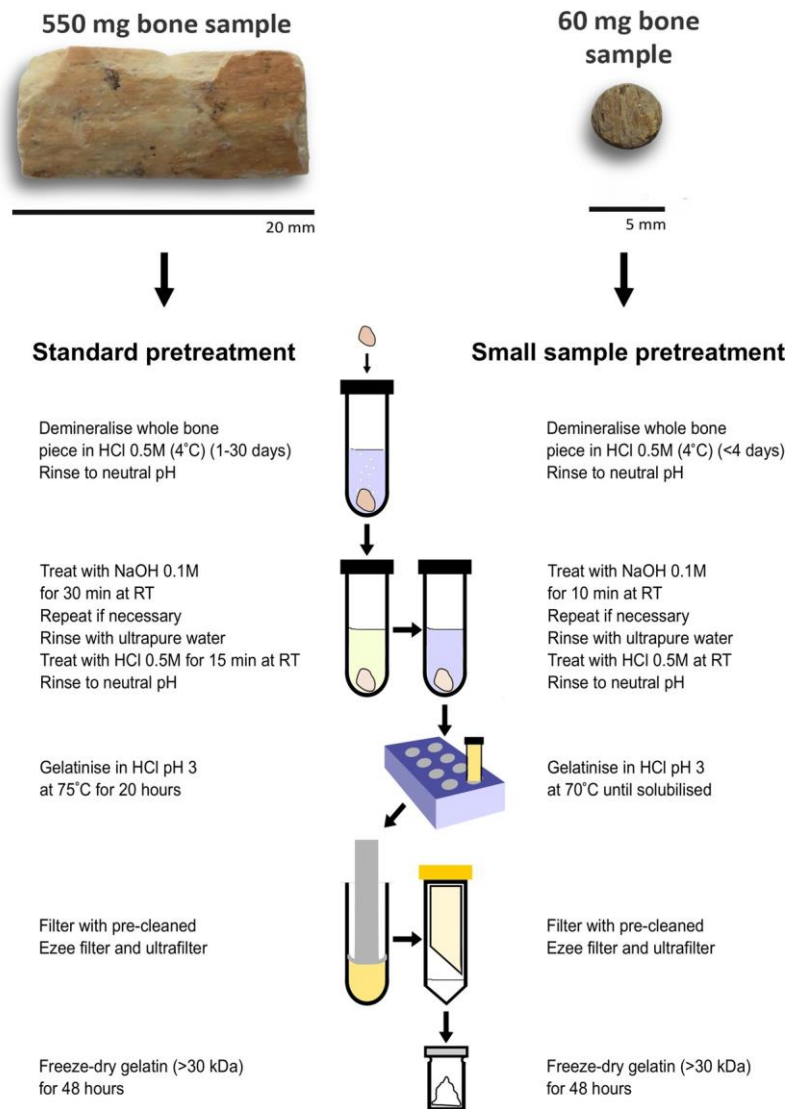 550 mg bone sample
60 mg bone
sample
20 mm
5 mm
Standard pretreatment
Small sample pretreatment
Demineralise whole bone
piece in HCl 0.5M (4˚C) (1-30 days)
Rinse to neutral pH
Demineralise whole bone
piece in HCl 0.5M (4˚C) (<4 days)
Rinse to neutral pH
Treat with NaOH 0.1M
for 30 min at RT
Repeat if necessary
Rinse with ultrapure water
Treat with HCl 0.5M for 15 min at RT
Rinse to neutral pH
Treat with NaOH 0.1M
for 10 min at RT
Repeat if necessary
Rinse with ultrapure water
Treat with HCl 0.5M at RT
Rinse to neutral pH
Gelatinise in HCl pH 3
at 75˚C for 20 hours
Gelatinise in HCl pH 3
at 70˚C until solubilised
Filter with pre-cleaned
Ezee filter and ultrafilter
Filter with pre-cleaned
Ezee filter and ultrafilter
Freeze-dry gelatin (>30 kDa)
for 48 hours
Freeze-dry gelatin (>30 kDa)
for 48 hours